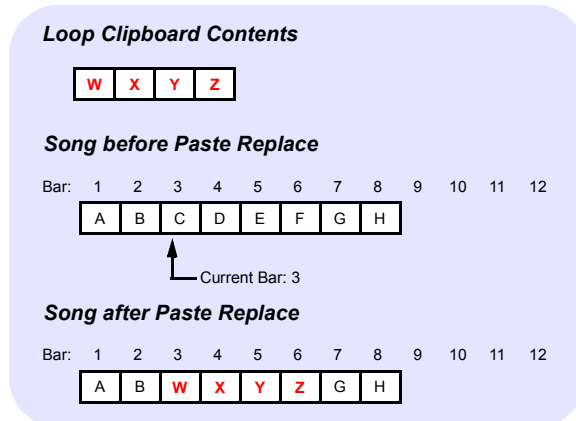 Loop Clipboard Contents
W X Y Z
Song before Paste Replace
Bar: 1 2 3 4 5 6 7 8 9 10 11 12
A B C D E F G H
Current Bar: 3
Song after Paste Replace
Bar: 1 2 3 4 5 6 7 8 9 10 11 12
A B W X Y Z G H